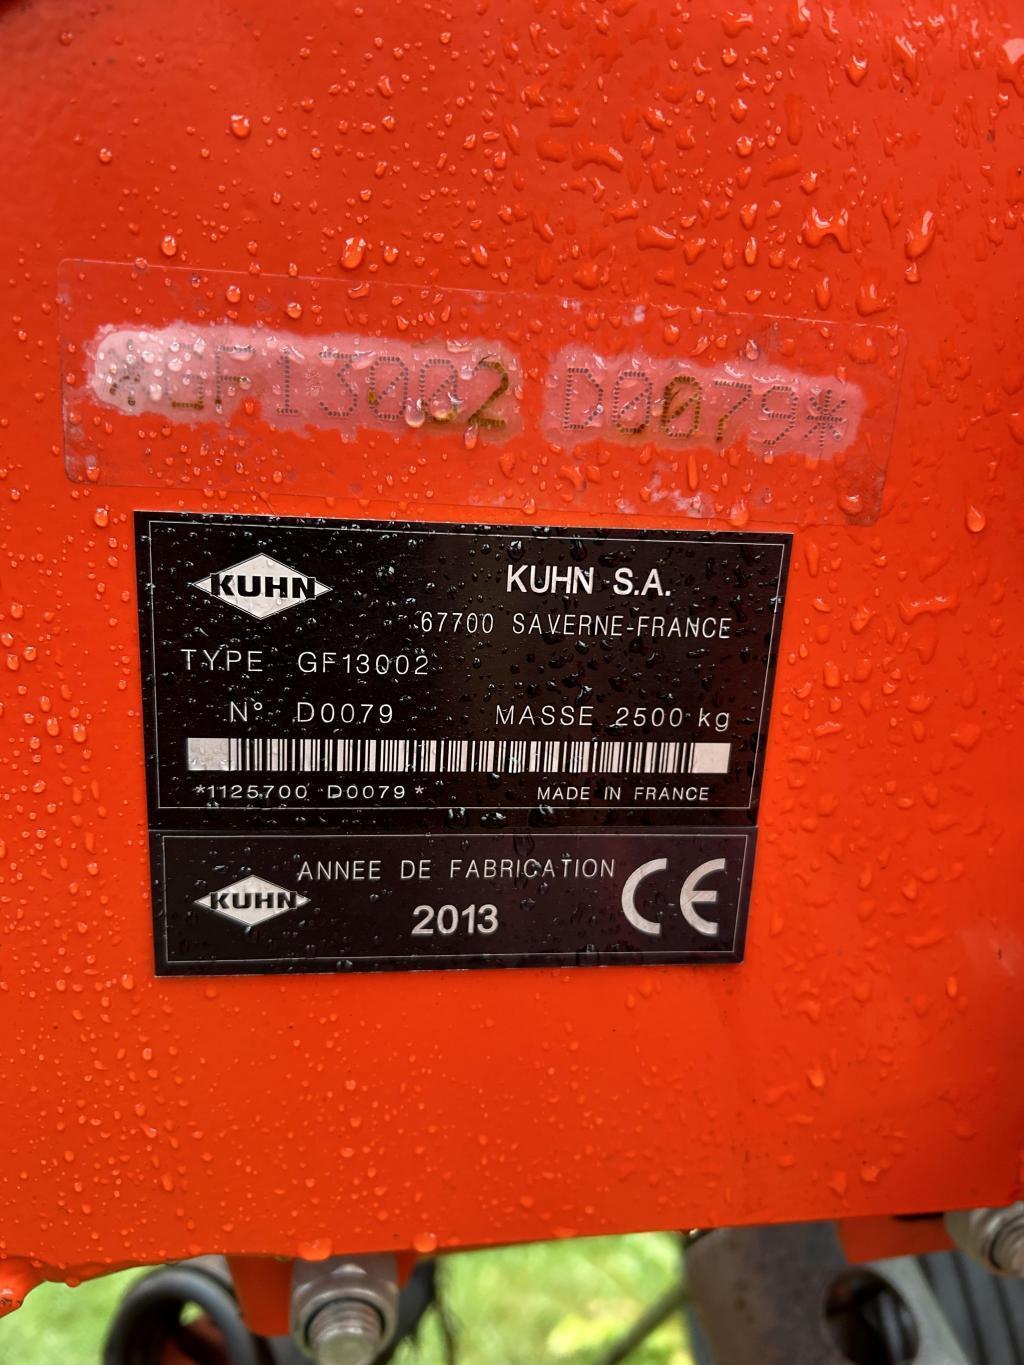 *GF13002 D0079*
KUHN
KUHN S.A.
67700 SAVERNE-FRANCE
TYPE GF13002
N° D0079 MASSE 2500 kg
*1125700 D0079* MADE IN FRANCE
KUHN
ANNEE DE FABRICATION
2013
CE